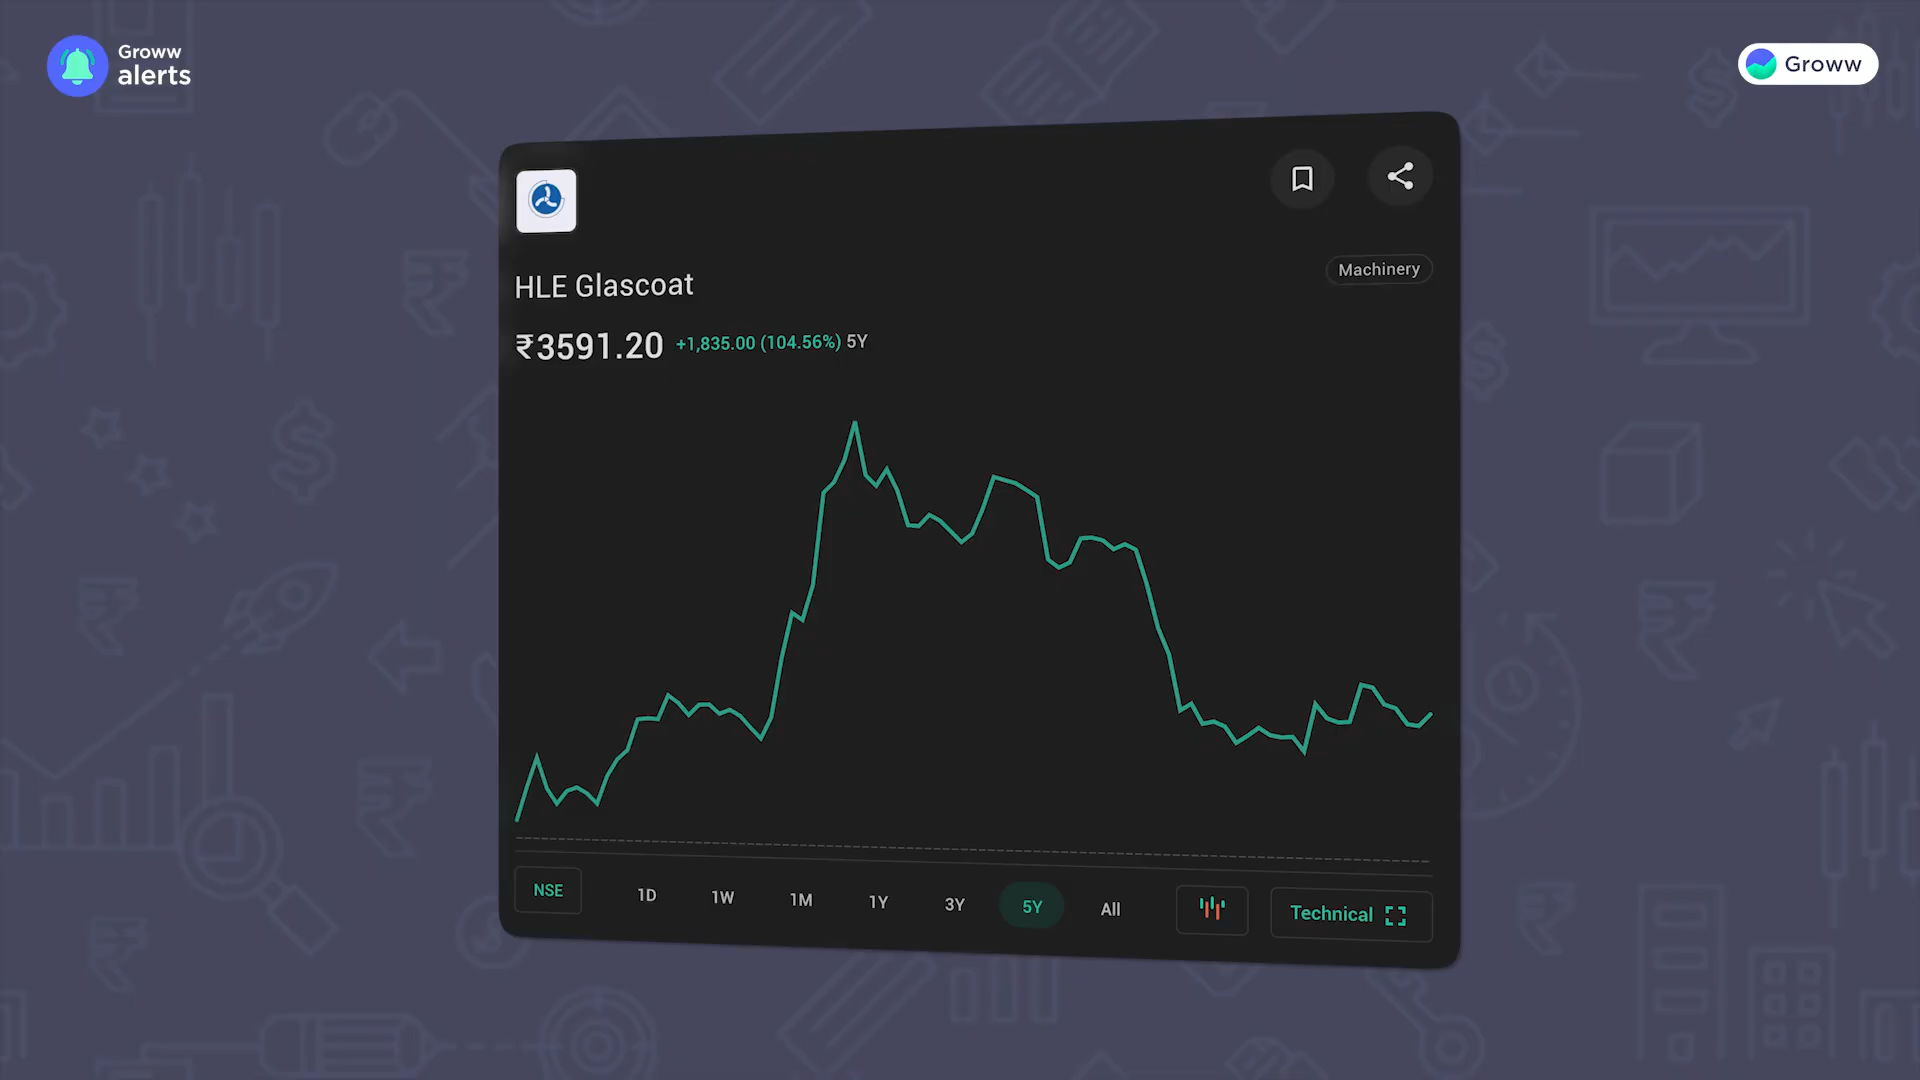 Groww
alerts
Groww
HLE Glascoat
Machinery
₹3591.20 +1,835.00 (104.56%) 5Y
NSE 1D 1W 1M 1Y 3Y 5Y All Technical